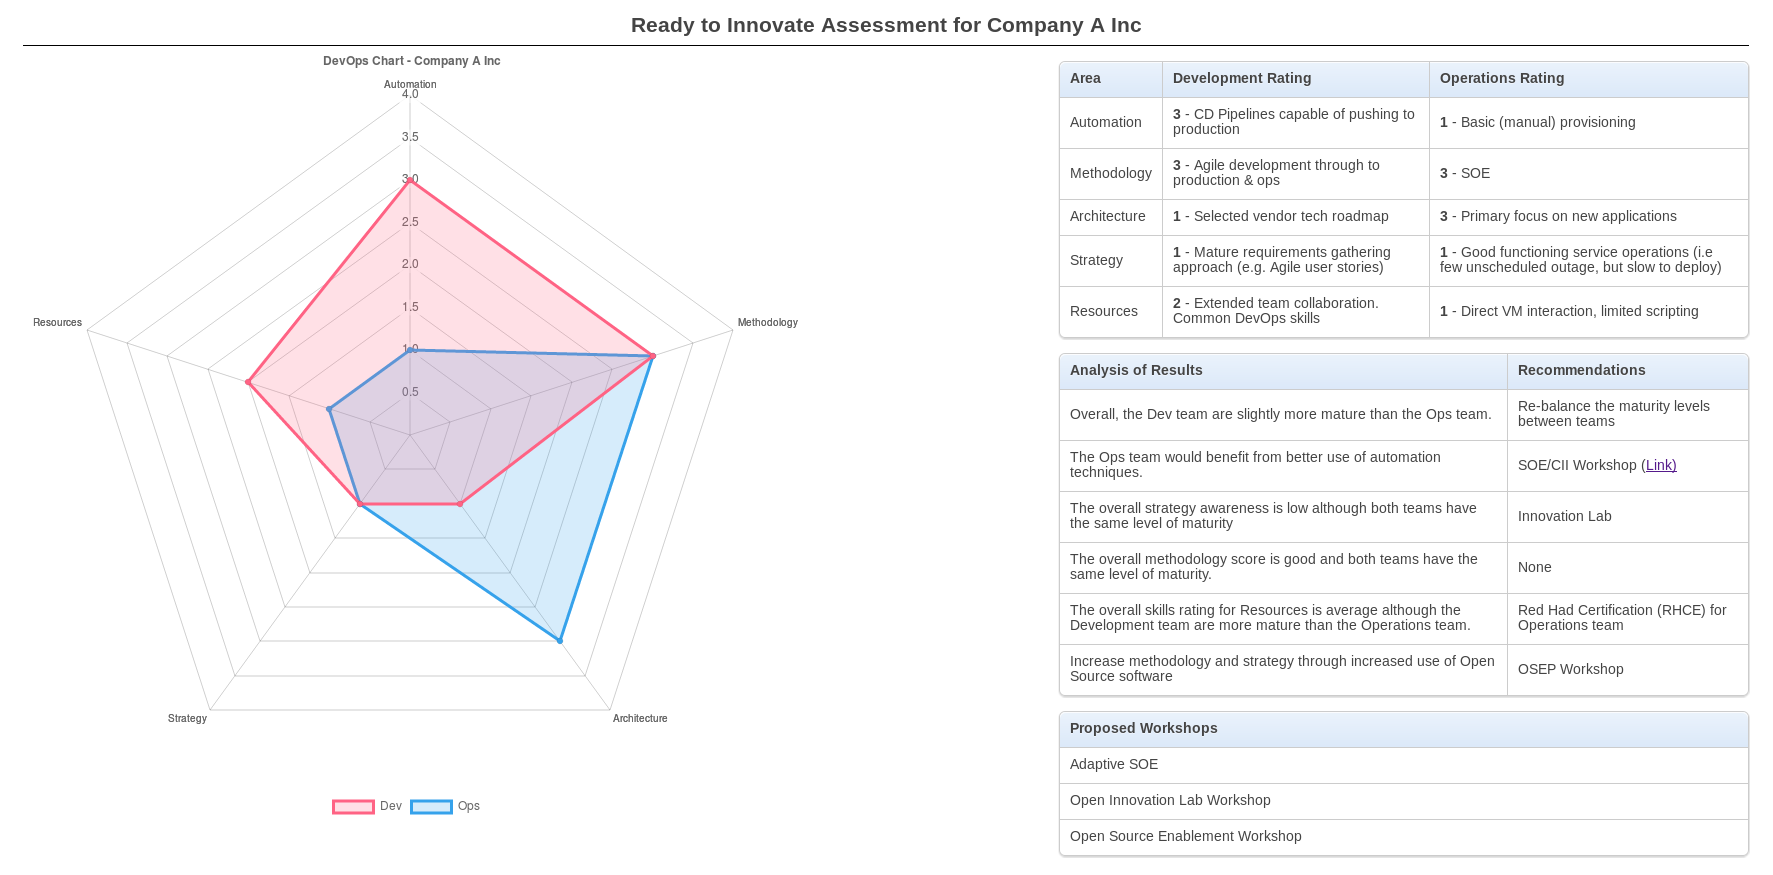 Ready to Innovate Assessment for Company A Inc
DevOps Chart - Company A Inc
Automation
4.0
3.5
3.0
2.5
2.0
1.5
1.0
0.5
Resources
Methodology
Strategy
Architecture
Dev
Ops
Area
Development Rating
Operations Rating
Automation
3 - CD Pipelines capable of pushing to
production
1 - Basic (manual) provisioning
Methodology
3 - Agile development through to
production & ops
3 - SOE
Architecture
1 - Selected vendor tech roadmap
3 - Primary focus on new applications
Strategy
1 - Mature requirements gathering
approach (e.g. Agile user stories)
1 - Good functioning service operations (i.e
few unscheduled outage, but slow to deploy)
Resources
2 - Extended team collaboration.
Common DevOps skills
1 - Direct VM interaction, limited scripting
Analysis of Results
Recommendations
Overall, the Dev team are slightly more mature than the Ops team.
Re-balance the maturity levels
between teams
The Ops team would benefit from better use of automation
techniques.
SOE/CII Workshop (Link)
The overall strategy awareness is low although both teams have
the same level of maturity
Innovation Lab
The overall methodology score is good and both teams have the
same level of maturity.
None
The overall skills rating for Resources is average although the
Development team are more mature than the Operations team.
Red Had Certification (RHCE) for
Operations team
Increase methodology and strategy through increased use of Open
Source software
OSEP Workshop
Proposed Workshops
Adaptive SOE
Open Innovation Lab Workshop
Open Source Enablement Workshop